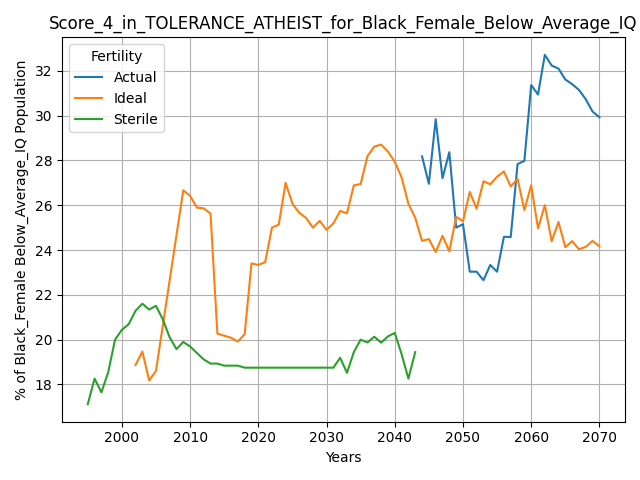 Score_4_in_TOLERANCE_ATHEIST_for_Black_Female_Below_Average_IQ
Fertility
Actual
Ideal
Sterile
% of Black_Female Below_Average_IQ Population
32
30
28
26
24
22
20
18
2000 2010 2020 2030 2040 2050 2060 2070
Years